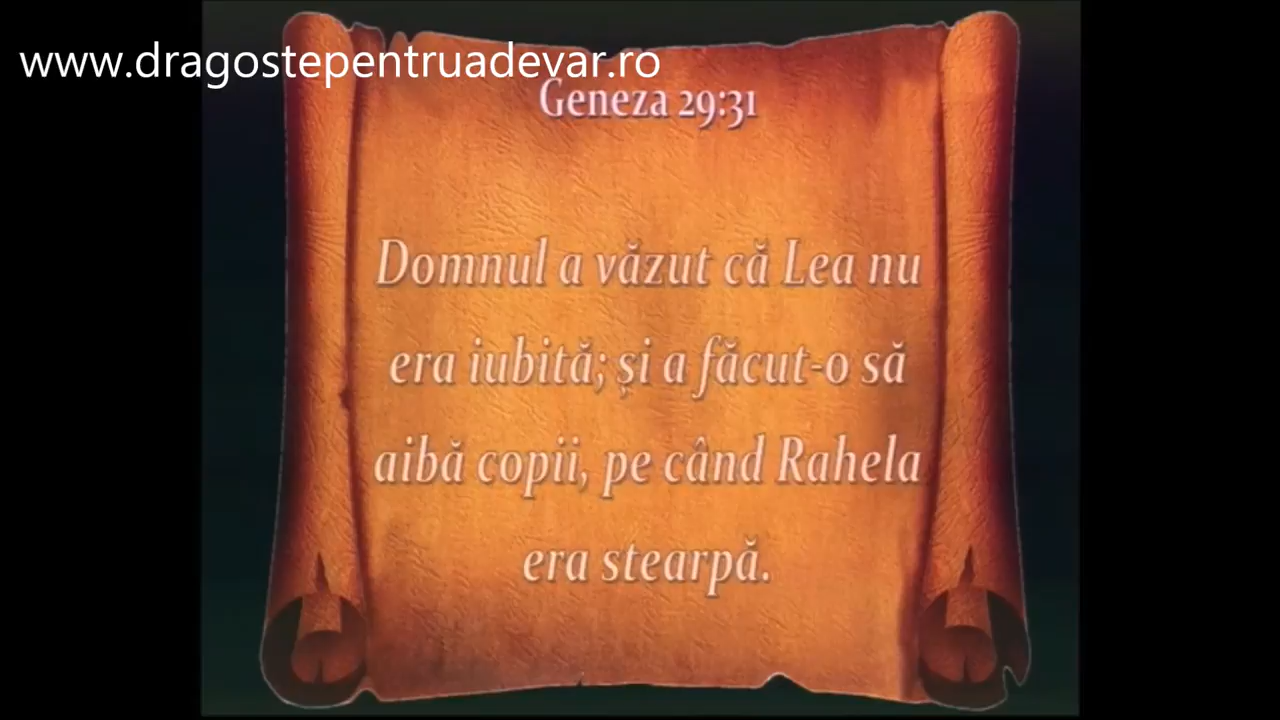 www.dragostepentruadevar.ro
Geneza 29:31
Domnul a văzut că Lea nu
era iubită; și a făcut-o să
aibă copii, pe când Rahela
era stearpă.